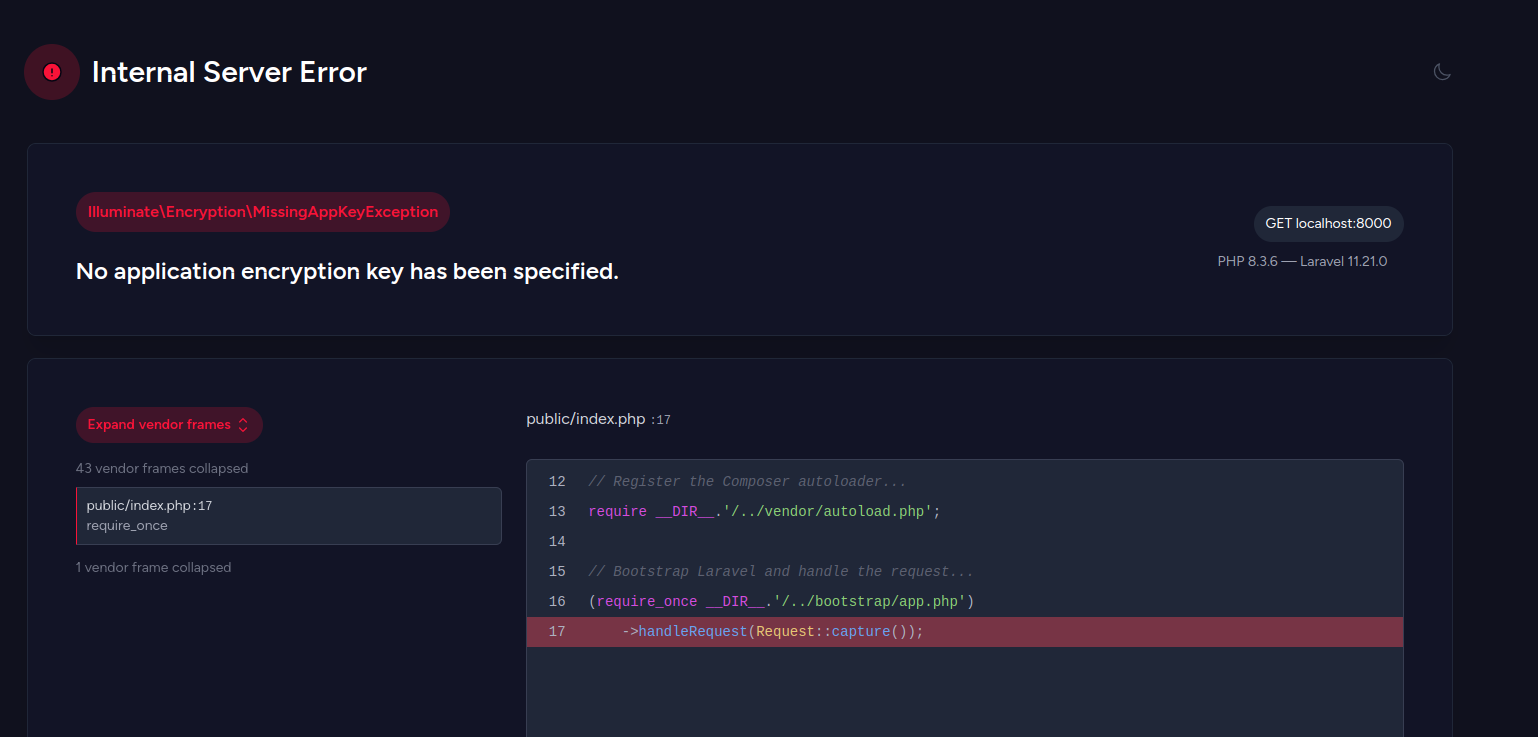 Internal Server Error
Illuminate\Encryption\MissingAppKeyException
GET localhost:8000
No application encryption key has been specified.
PHP 8.3.6 — Laravel 11.21.0
Expand vendor frames
43 vendor frames collapsed
public/index.php:17
require_once
1 vendor frame collapsed
public/index.php :17
12 // Register the Composer autoloader...
13 require __DIR__.'/../vendor/autoload.php';
14
15 // Bootstrap Laravel and handle the request...
16 (require_once __DIR__.'/../bootstrap/app.php')
17     ->handleRequest(Request::capture());